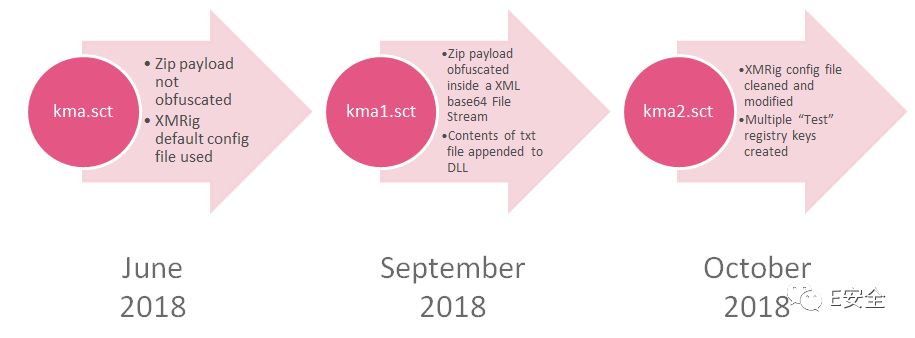 kma.sct
• Zip payload
not
obfuscated
• XMRig
default config
file used
kma1.sct
•Zip payload
obfuscated
inside a XML
base64 File
Stream
•Contents of txt
file appended to
DLL
kma2.sct
•XMRig config file
cleaned and
modified
•Multiple “Test”
registry keys
created
June
2018
September
2018
October
2018
E安全